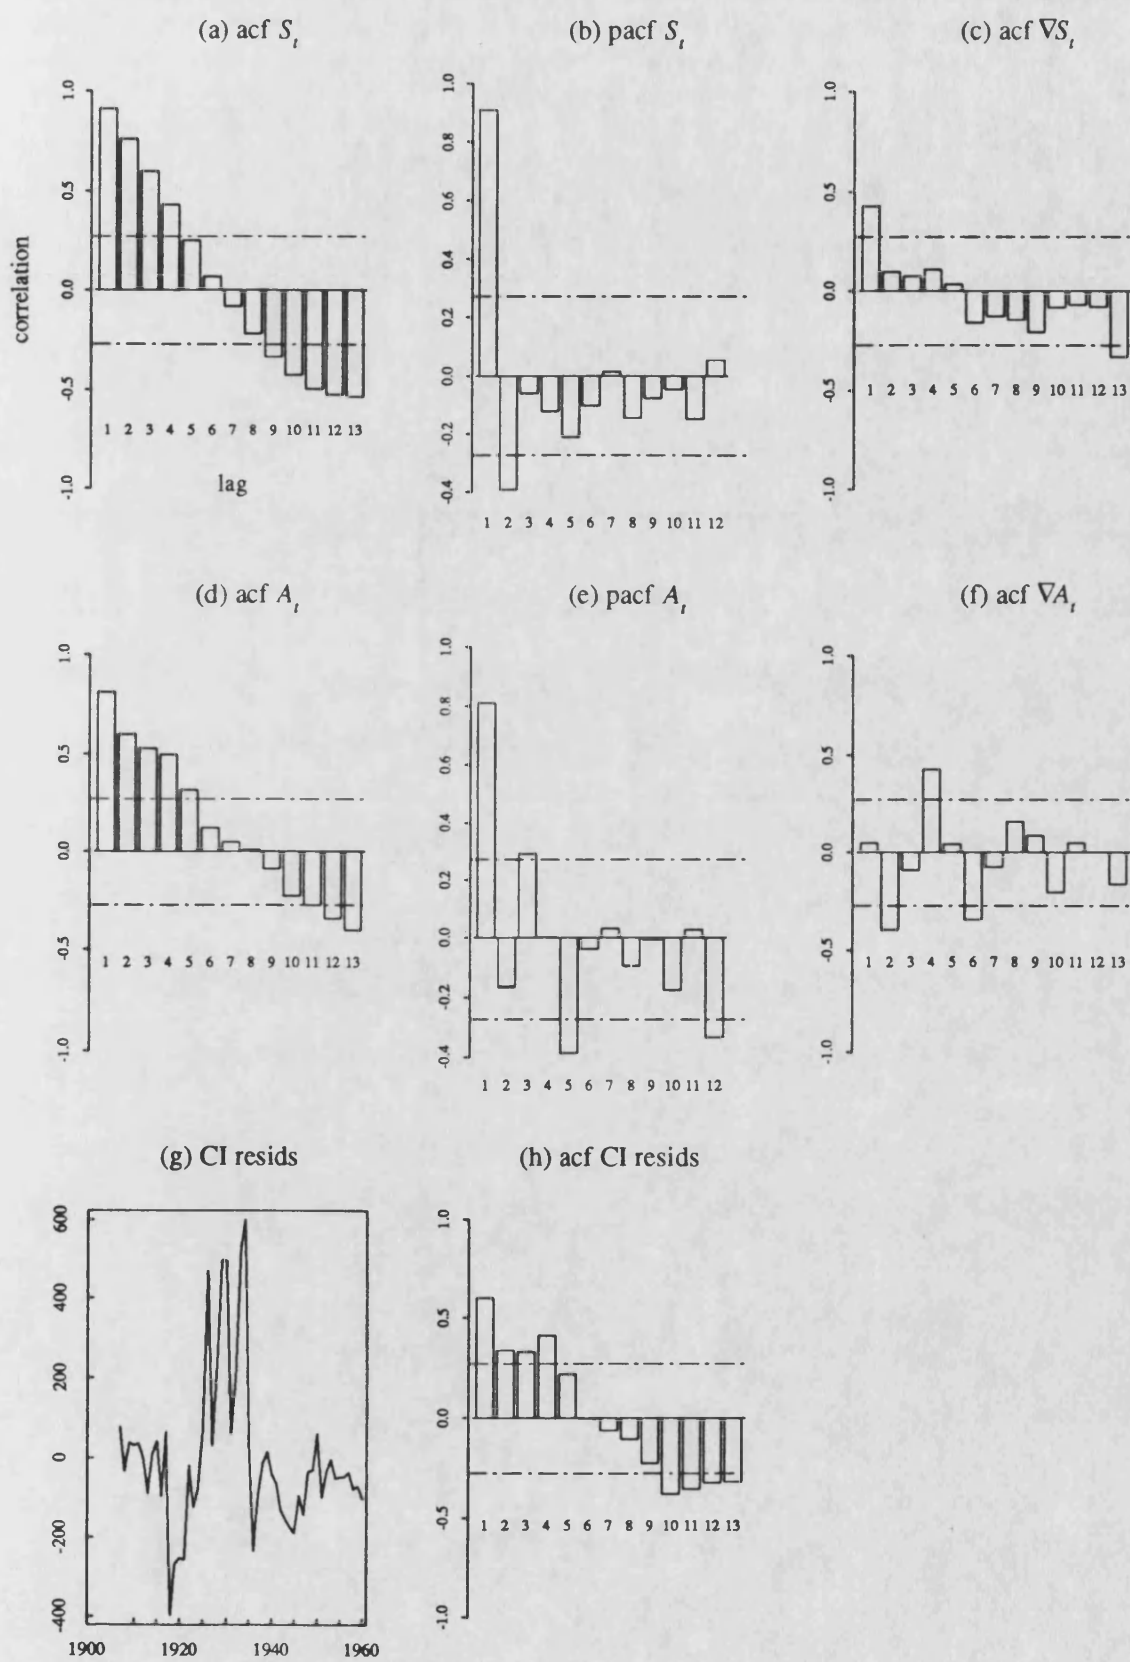 (a) acf S_t
(b) pacf S_t
(c) acf ∇S_t
correlation
1.0
0.5
0.0
-0.5
-1.0
1 2 3 4 5 6 7 8 9 10 11 12 13
lag
1.0
0.8
0.6
0.4
0.2
0.0
-0.2
-0.4
1 2 3 4 5 6 7 8 9 10 11 12
1.0
0.5
0.0
-0.5
-1.0
1 2 3 4 5 6 7 8 9 10 11 12 13
(d) acf A_t
(e) pacf A_t
(f) acf ∇A_t
1.0
0.5
0.0
-0.5
-1.0
1 2 3 4 5 6 7 8 9 10 11 12 13
1.0
0.8
0.6
0.4
0.2
0.0
-0.2
-0.4
1 2 3 4 5 6 7 8 9 10 11 12
1.0
0.5
0.0
-0.5
-1.0
1 2 3 4 5 6 7 8 9 10 11 12 13
(g) CI resids
(h) acf CI resids
600
400
200
0
-200
-400
1900 1920 1940 1960
1.0
0.5
0.0
-0.5
-1.0
1 2 3 4 5 6 7 8 9 10 11 12 13